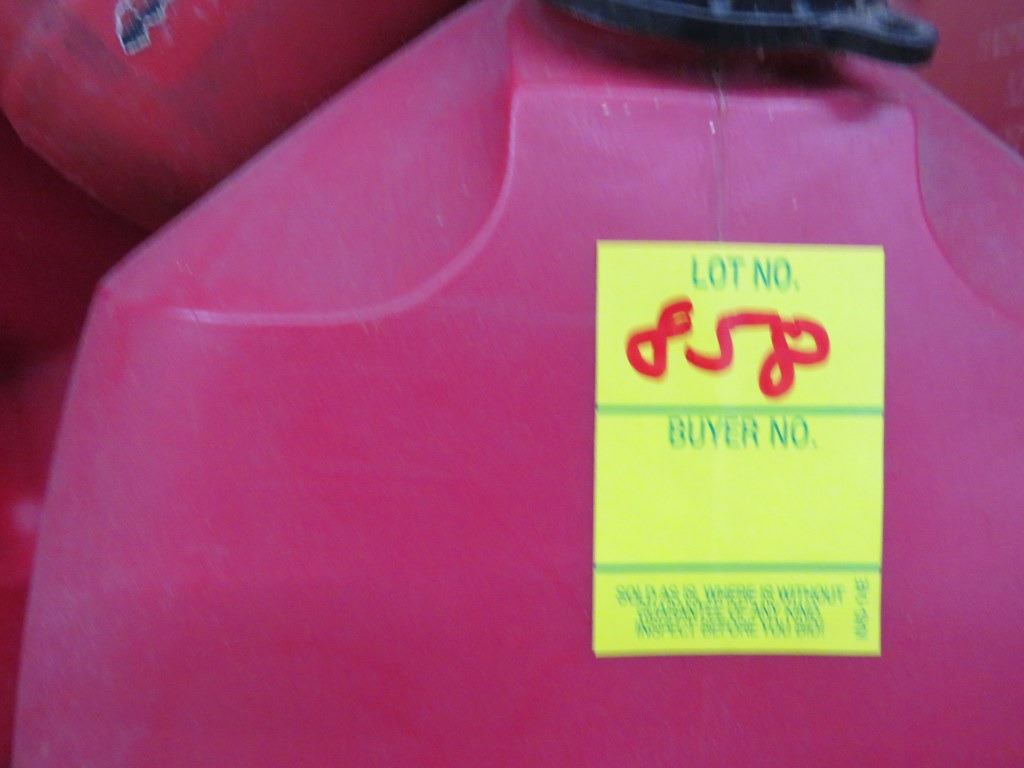 LOT NO.
858
BUYER NO.
SOLD AS IS, WHERE IS WITHOUT
GUARANTEE OF ANY KIND
INSPECT BEFORE YOU BID!